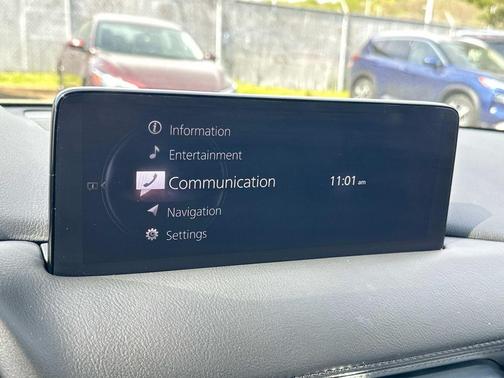 Information
Entertainment
Communication 11:01 am
Navigation
Settings